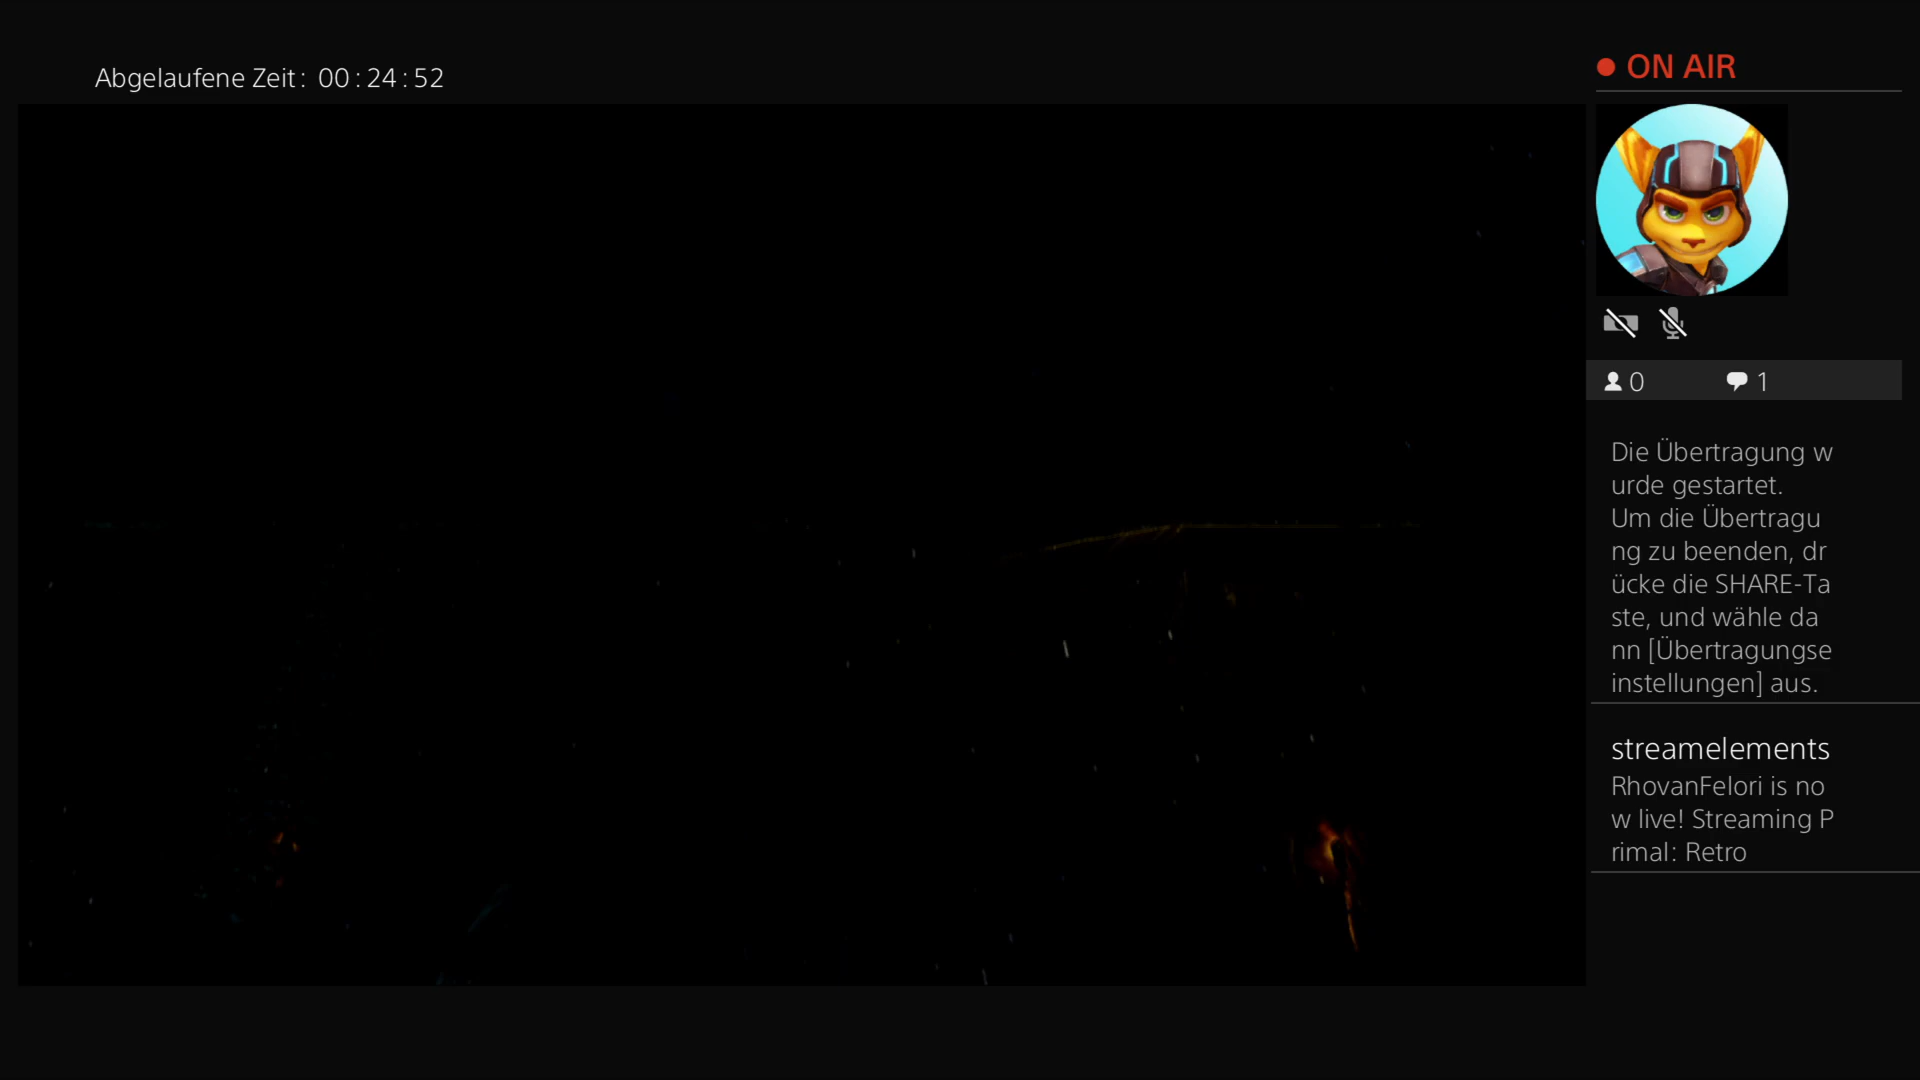 Abgelaufene Zeit: 00:24:52
ON AIR
0
1
Die Übertragung w
urde gestartet.
Um die Übertragu
ng zu beenden, dr
ücke die SHARE-Ta
ste, und wähle da
nn [Übertragungse
instellungen] aus.
streamelements
RhovanFelori is no
w live! Streaming P
rimal: Retro